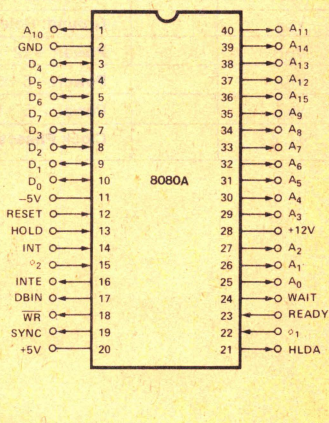 A10 1 40 A11
GND 2 39 A14
D4 3 38 A13
D5 4 37 A12
D6 5 36 A15
D7 6 35 A9
D3 7 34 A8
D2 8 33 A7
D1 9 32 A6
D0 10 8080A 31 A5
–5V 11 30 A4
RESET 12 29 A3
HOLD 13 28 +12V
INT 14 27 A2
φ2 15 26 A1
INTE 16 25 A0
DBIN 17 24 WAIT
W̅R̅ 18 23 READY
SYNC 19 22 φ1
+5V 20 21 HLDA